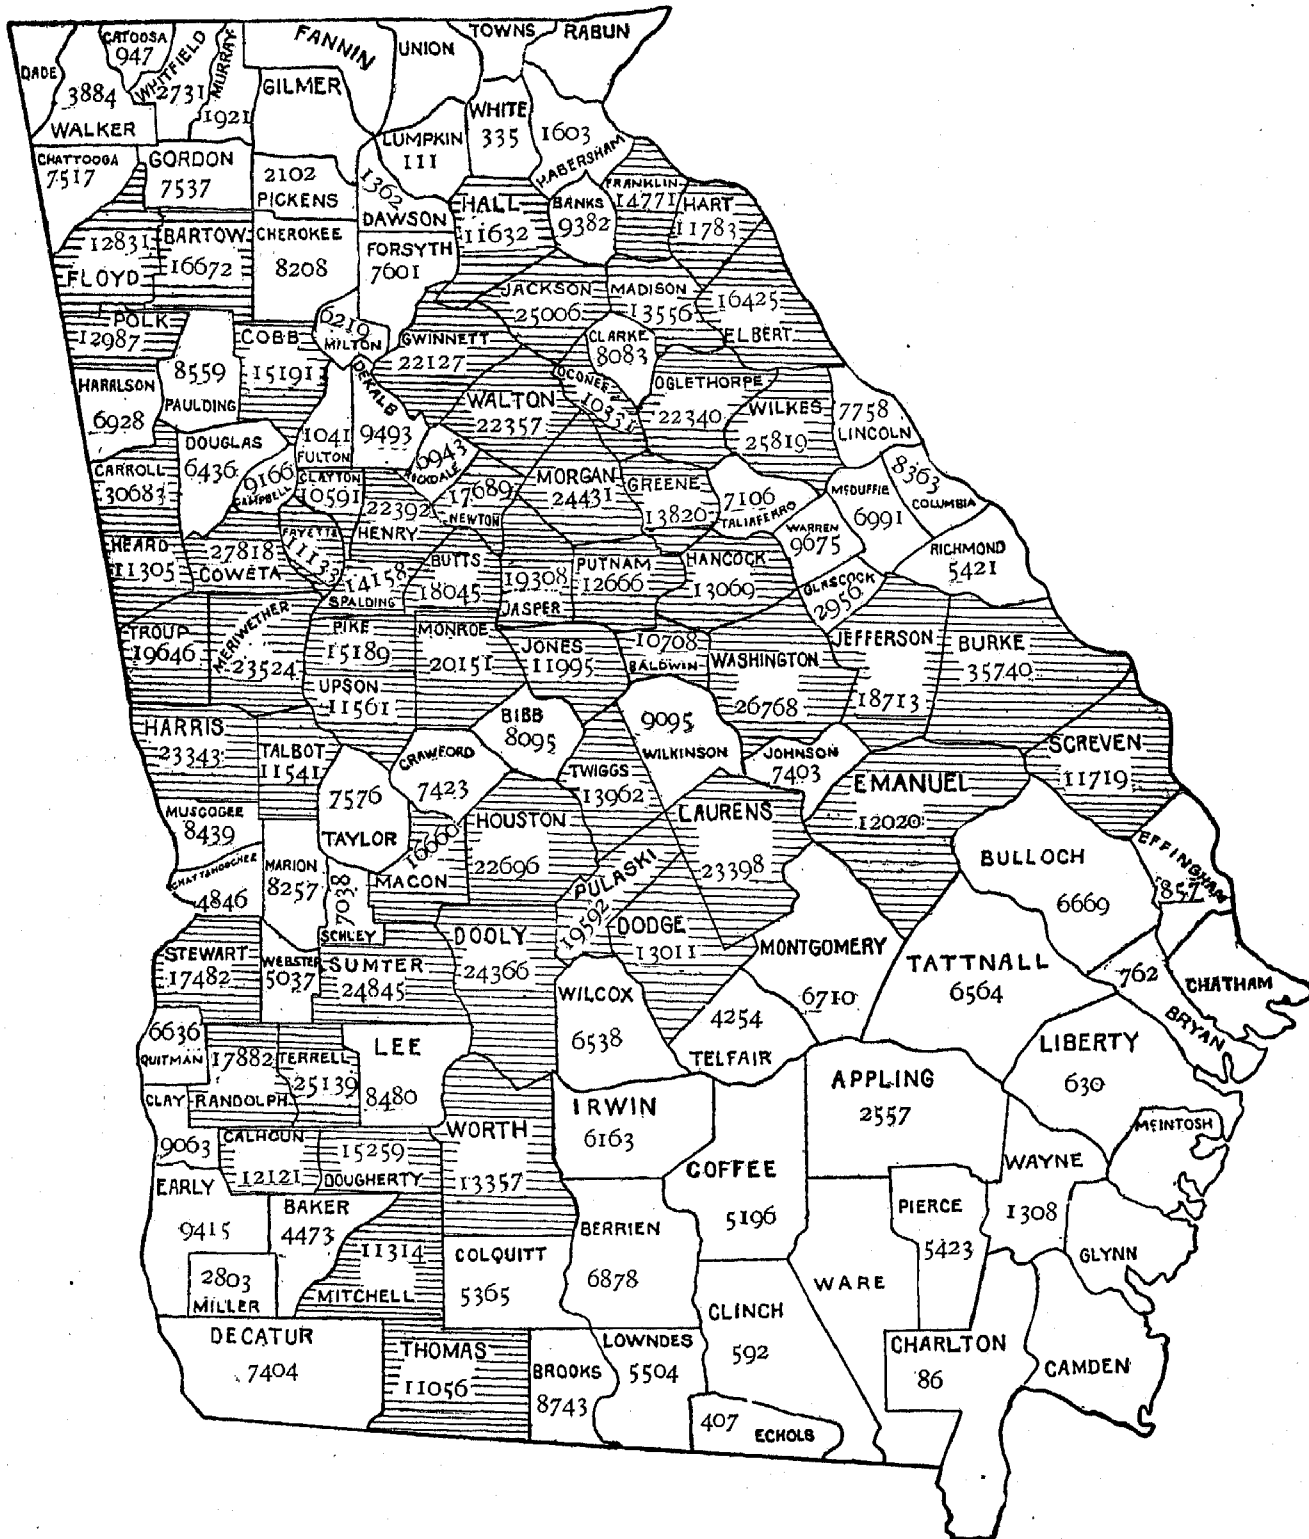 CATOOSA
947
DADE
3884
WALKER
WHITFIELD
2731
MURRAY
1921
FANNIN
GILMER
UNION
TOWNS
RABUN
WHITE
335
1603
HABERSHAM
LUMPKIN
111
CHATTOOGA
7517
GORDON
7537
2102
PICKENS
1362
DAWSON
HALL
11632
BANKS
9382
FRANKLIN
14771
HART
11783
12831
FLOYD
BARTOW
16672
CHEROKEE
8208
FORSYTH
7601
JACKSON
25006
MADISON
13556
16425
ELBERT
POLK
12987
8559
PAULDING
COBB
15191
6219
MILTON
GWINNETT
22127
CLARKE
8083
OCONEE
10331
OGLETHORPE
22340
WILKES
25819
7758
LINCOLN
HARALSON
6928
DOUGLAS
6436
9166
CAMPBELL
1041
FULTON
DEKALB
9493
6943
ROCKDALE
WALTON
22357
CARROLL
30683
CLAYTON
10591
22392
HENRY
17689
NEWTON
MORGAN
24431
GREENE
13820
7106
TALIAFERRO
WARREN
9675
McDUFFIE
6991
8363
COLUMBIA
HEARD
11305
27818
COWETA
FAYETTE
11133
14158
SPALDING
BUTTS
18045
19308
JASPER
PUTNAM
12666
HANCOCK
13069
GLASCOCK
2956
RICHMOND
5421
TROUP
19646
MERIWETHER
23524
PIKE
15189
MONROE
20151
JONES
11995
10708
BALDWIN
WASHINGTON
26768
JEFFERSON
18713
BURKE
35740
UPSON
11561
HARRIS
23343
TALBOT
11541
7576
TAYLOR
CRAWFORD
7423
BIBB
8095
TWIGGS
13962
9095
WILKINSON
JOHNSON
7403
EMANUEL
12020
SCREVEN
11719
MUSCOGEE
8439
CHATTAHOOCHEE
4846
MARION
8257
7038
SCHLEY
16660
MACON
HOUSTON
22696
PULASKI
19592
LAURENS
23398
DODGE
13011
MONTGOMERY
6710
BULLOCH
6669
EFFINGHAM
857
STEWART
17482
WEBSTER
5037
SUMTER
24845
DOOLY
24366
WILCOX
6538
4254
TELFAIR
TATTNALL
6564
762
BRYAN
CHATHAM
6636
QUITMAN
17882
RANDOLPH
TERRELL
25139
LEE
8480
IRWIN
6163
APPLING
2557
LIBERTY
630
CLAY
9063
CALHOUN
12121
15259
DOUGHERTY
WORTH
13357
COFFEE
5196
WAYNE
1308
McINTOSH
EARLY
9415
BAKER
4473
11314
MITCHELL
COLQUITT
5365
BERRIEN
6878
PIERCE
5423
GLYNN
2803
MILLER
WARE
CLINCH
592
DECATUR
7404
THOMAS
11056
BROOKS
8743
LOWNDES
5504
407
ECHOLS
CHARLTON
86
CAMDEN